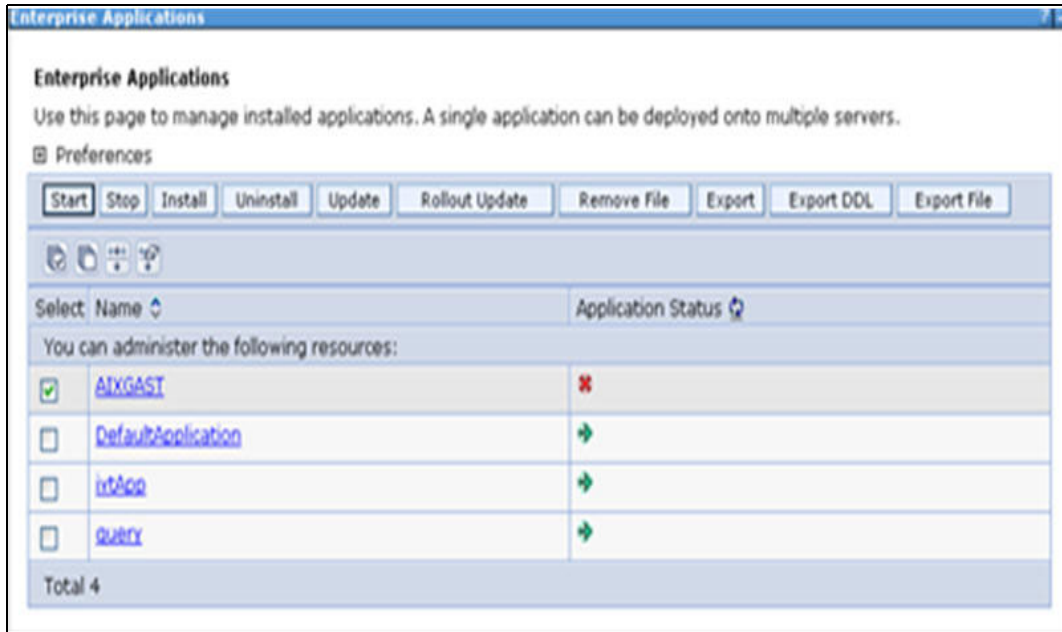 Enterprise Applications
?
Enterprise Applications
Use this page to manage installed applications. A single application can be deployed onto multiple servers.
Preferences
Start Stop Install Uninstall Update Rollout Update Remove File Export Export DDL Export File
Select Name Application Status
You can administer the following resources:
AIXGAST
DefaultApplication
ivtApp
query
Total 4